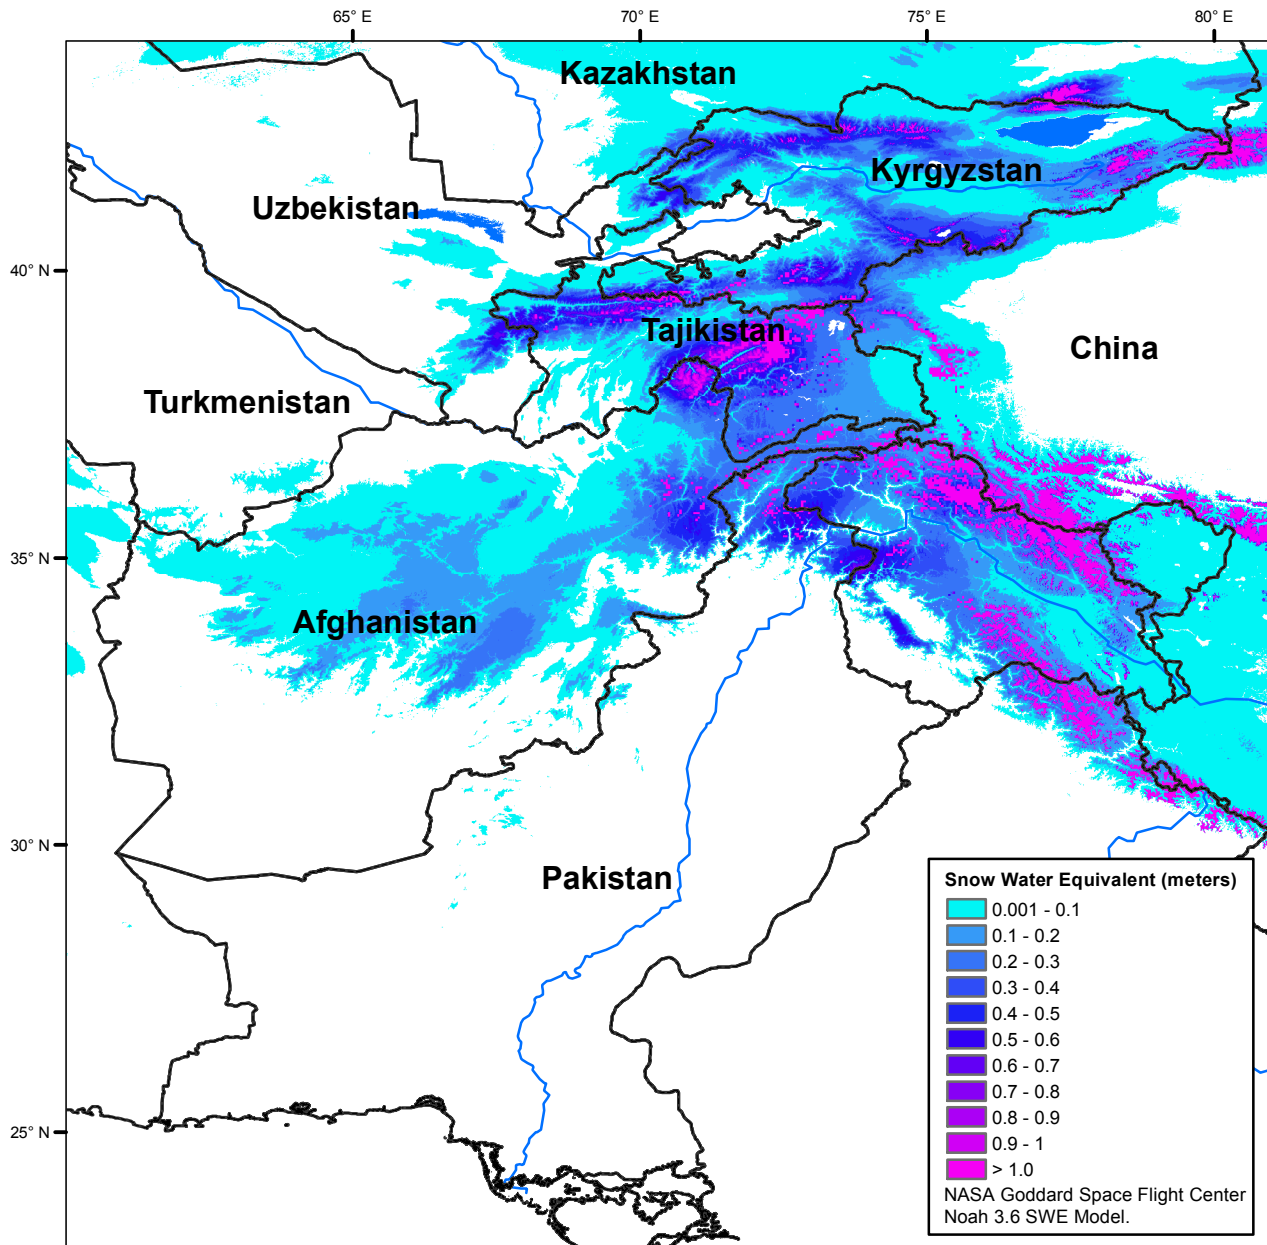 65° E
70° E
75° E
80° E
Kazakhstan
Kyrgyzstan
Uzbekistan
40° N
Tajikistan
China
Turkmenistan
35° N
Afghanistan
30° N
Pakistan
25° N
Snow Water Equivalent (meters)
0.001 - 0.1
0.1 - 0.2
0.2 - 0.3
0.3 - 0.4
0.4 - 0.5
0.5 - 0.6
0.6 - 0.7
0.7 - 0.8
0.8 - 0.9
0.9 - 1
> 1.0
NASA Goddard Space Flight Center
Noah 3.6 SWE Model.